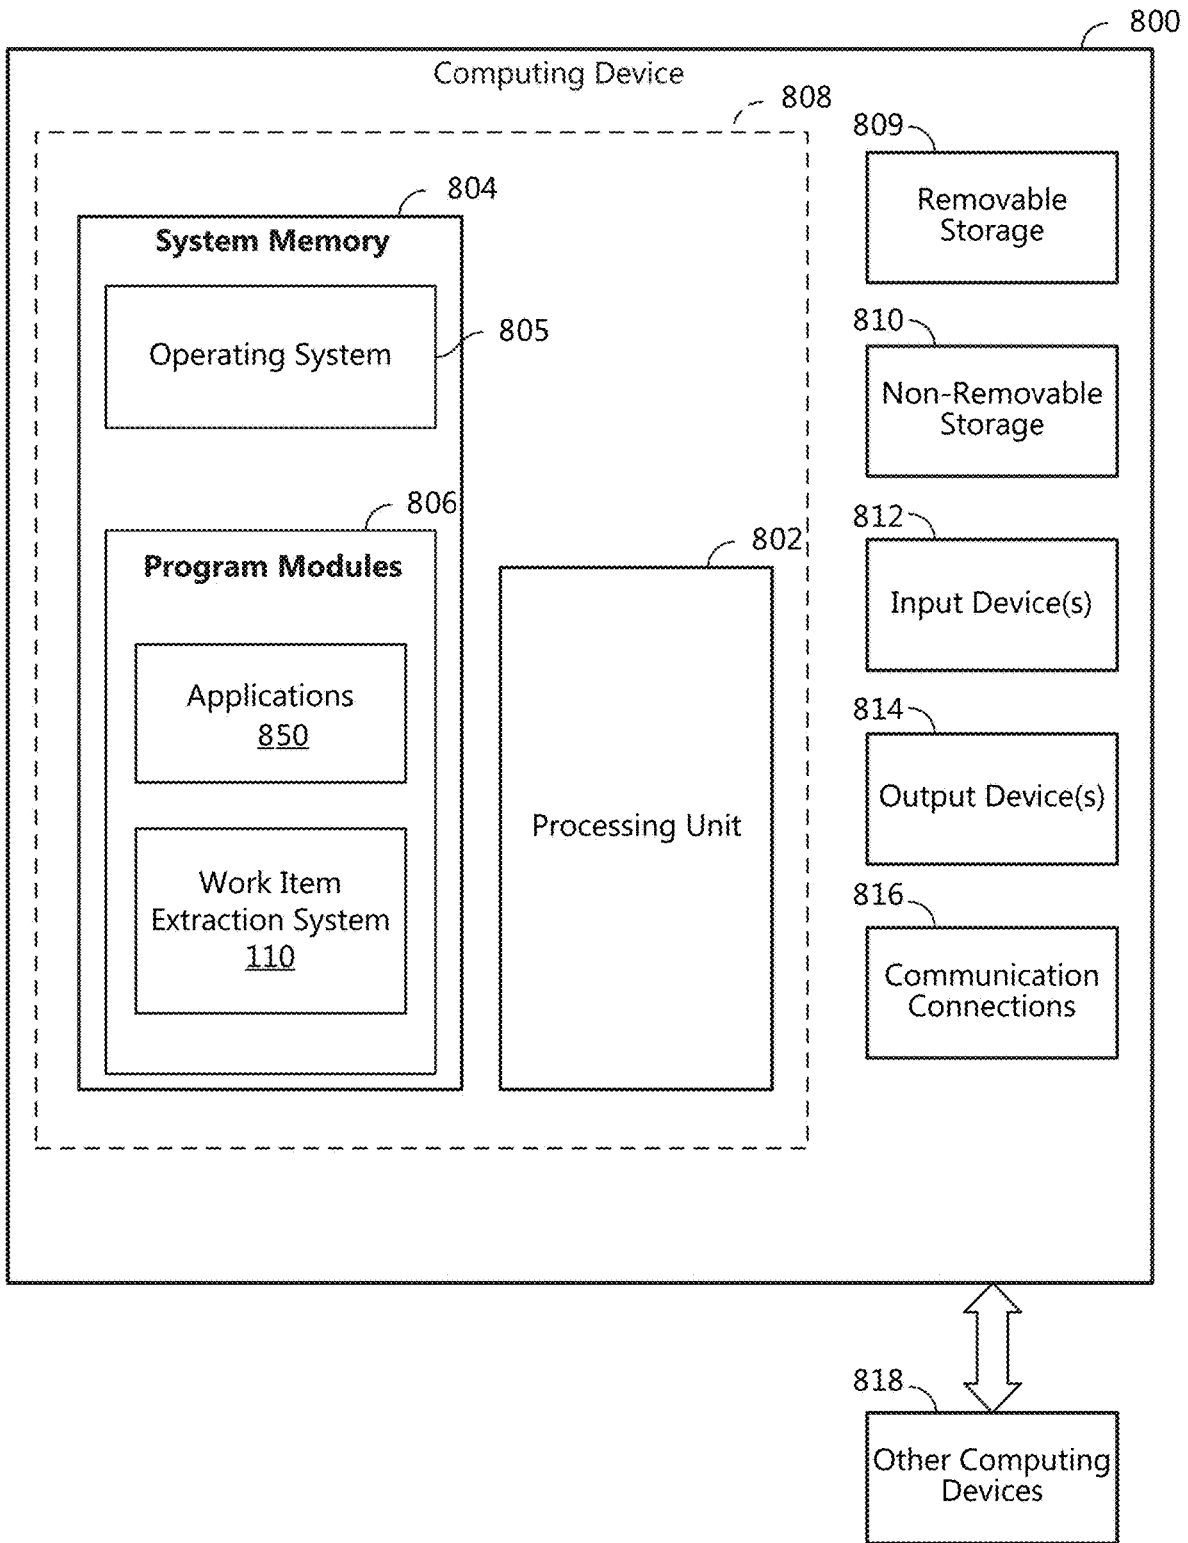 800
Computing Device
808
804
System Memory
Operating System
805
806
Program Modules
Applications
850
Work Item
Extraction System
110
802
Processing Unit
809
Removable
Storage
810
Non-Removable
Storage
812
Input Device(s)
814
Output Device(s)
816
Communication
Connections
818
Other Computing
Devices